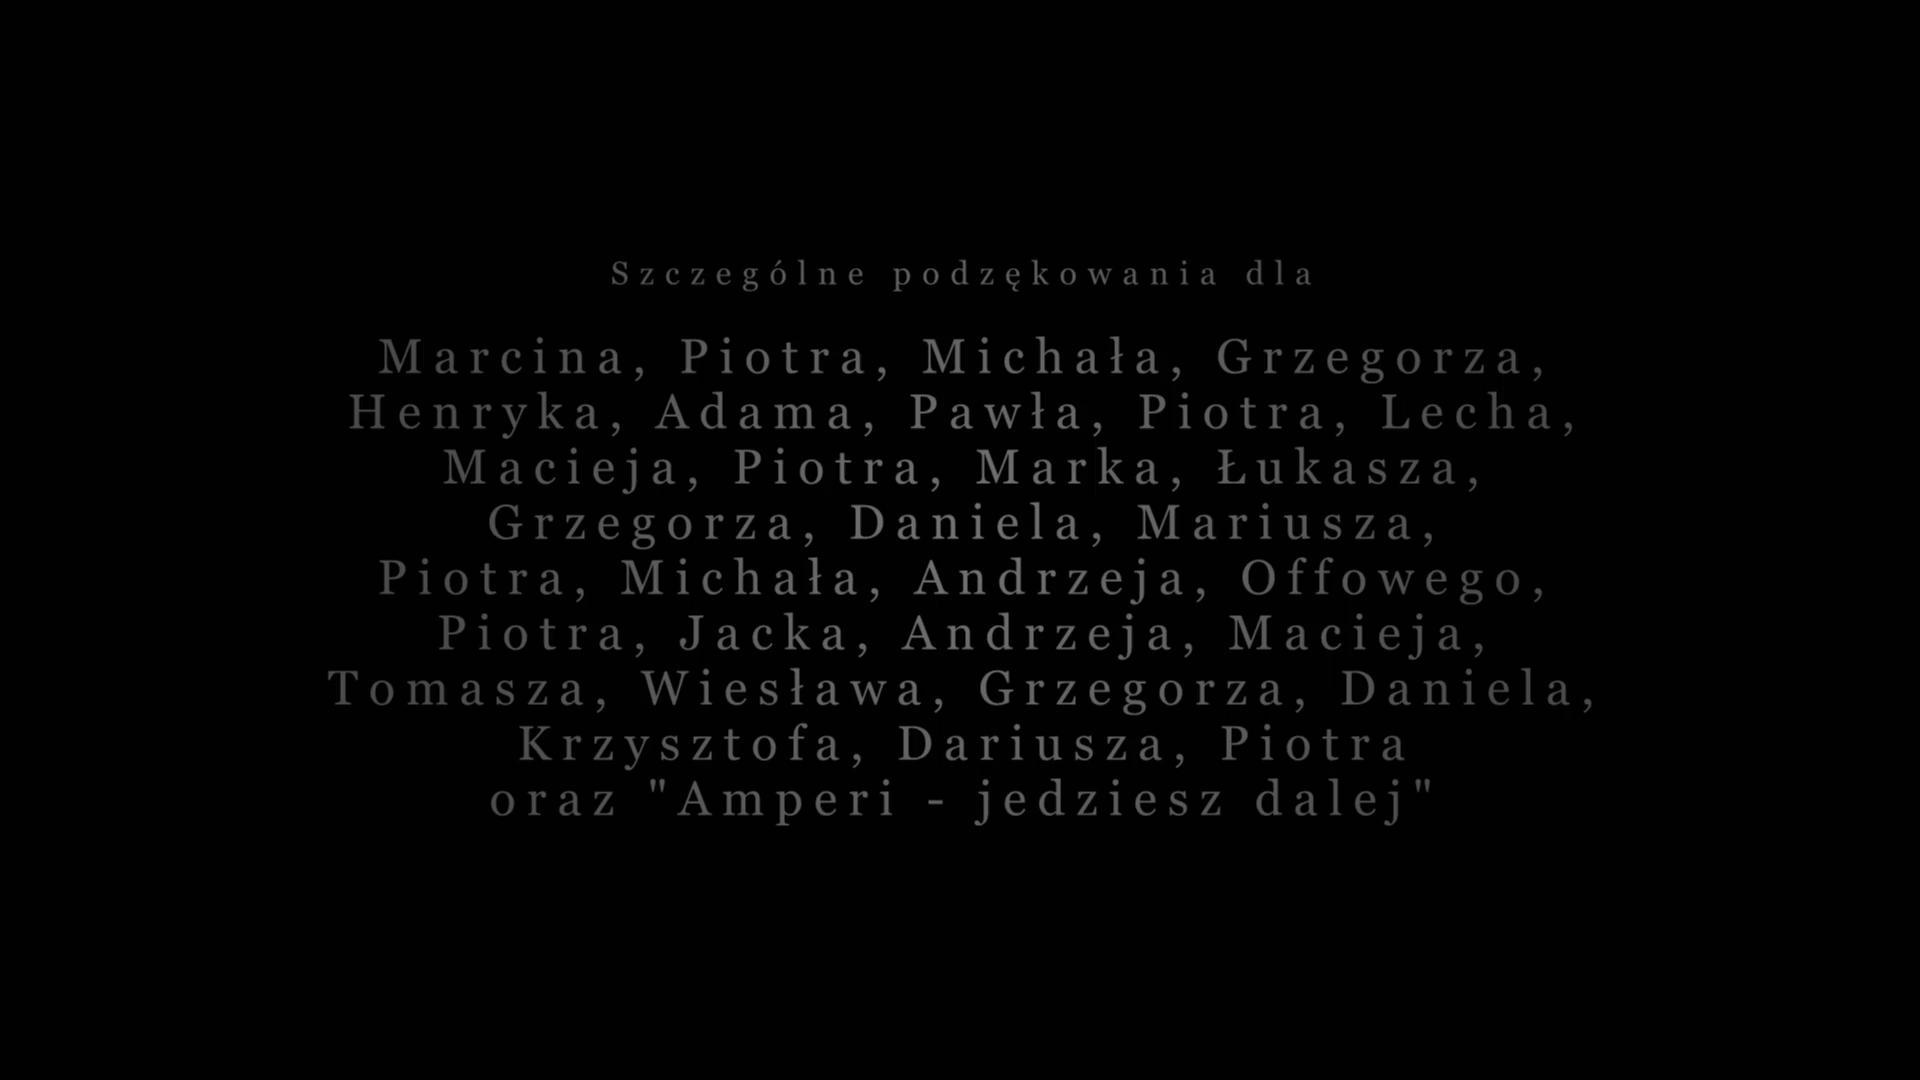 Szczególne podzękowania dla
Marcina, Piotra, Michała, Grzegorza,
Henryka, Adama, Pawła, Piotra, Lecha,
Macieja, Piotra, Marka, Łukasza,
Grzegorza, Daniela, Mariusza,
Piotra, Michała, Andrzeja, Offowego,
Piotra, Jacka, Andrzeja, Macieja,
Tomasza, Wiesława, Grzegorza, Daniela,
Krzysztofa, Dariusza, Piotra
oraz "Amperi - jedziesz dalej"